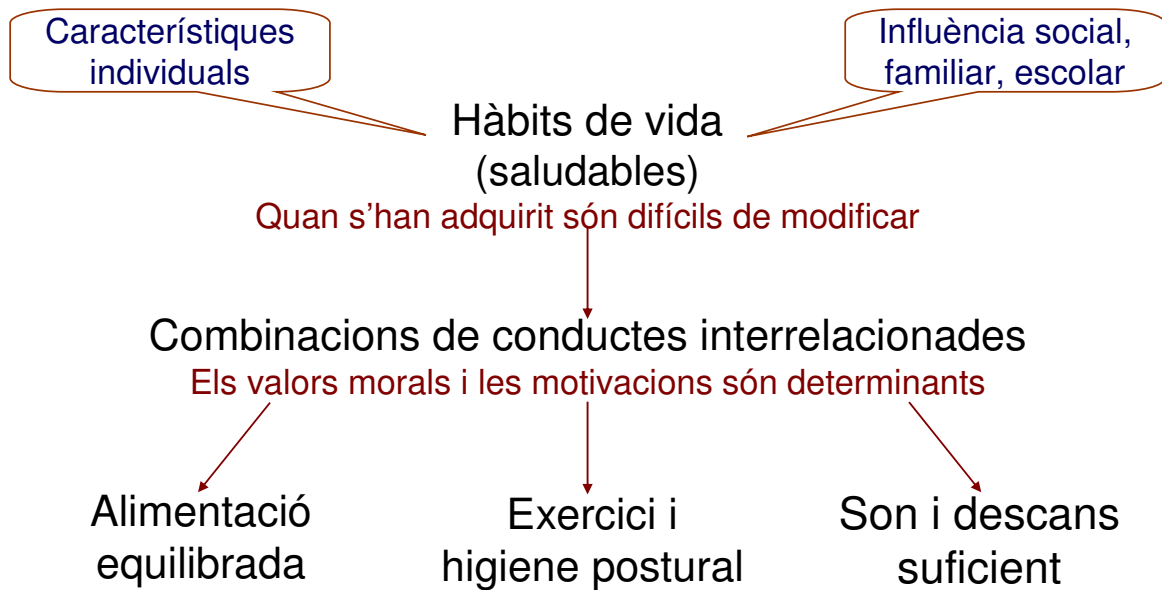 Característiques
individuals
Influència social,
familiar, escolar
Hàbits de vida
(saludables)
Quan s’han adquirit són difícils de modificar
Combinacions de conductes interrelacionades
Els valors morals i les motivacions són determinants
Alimentació
equilibrada
Exercici i
higiene postural
Son i descans
suficient